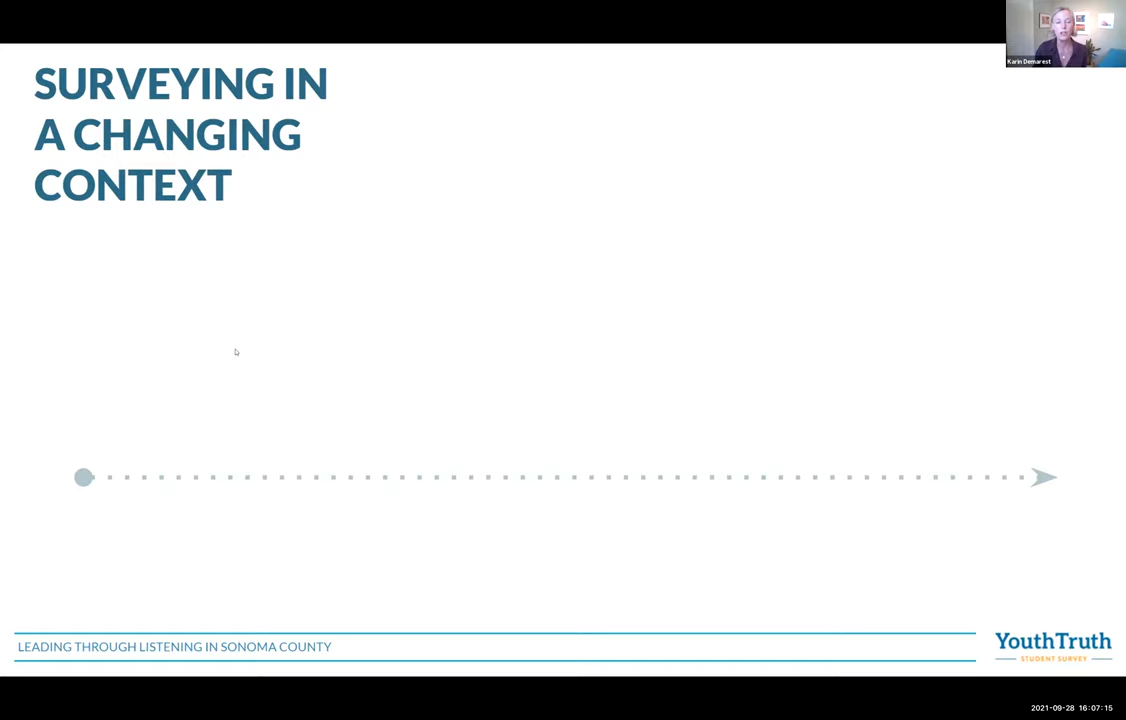 Karin Demarest
SURVEYING IN
A CHANGING
CONTEXT
LEADING THROUGH LISTENING IN SONOMA COUNTY
YouthTruth
STUDENT SURVEY
2021-09-28 16:07:15